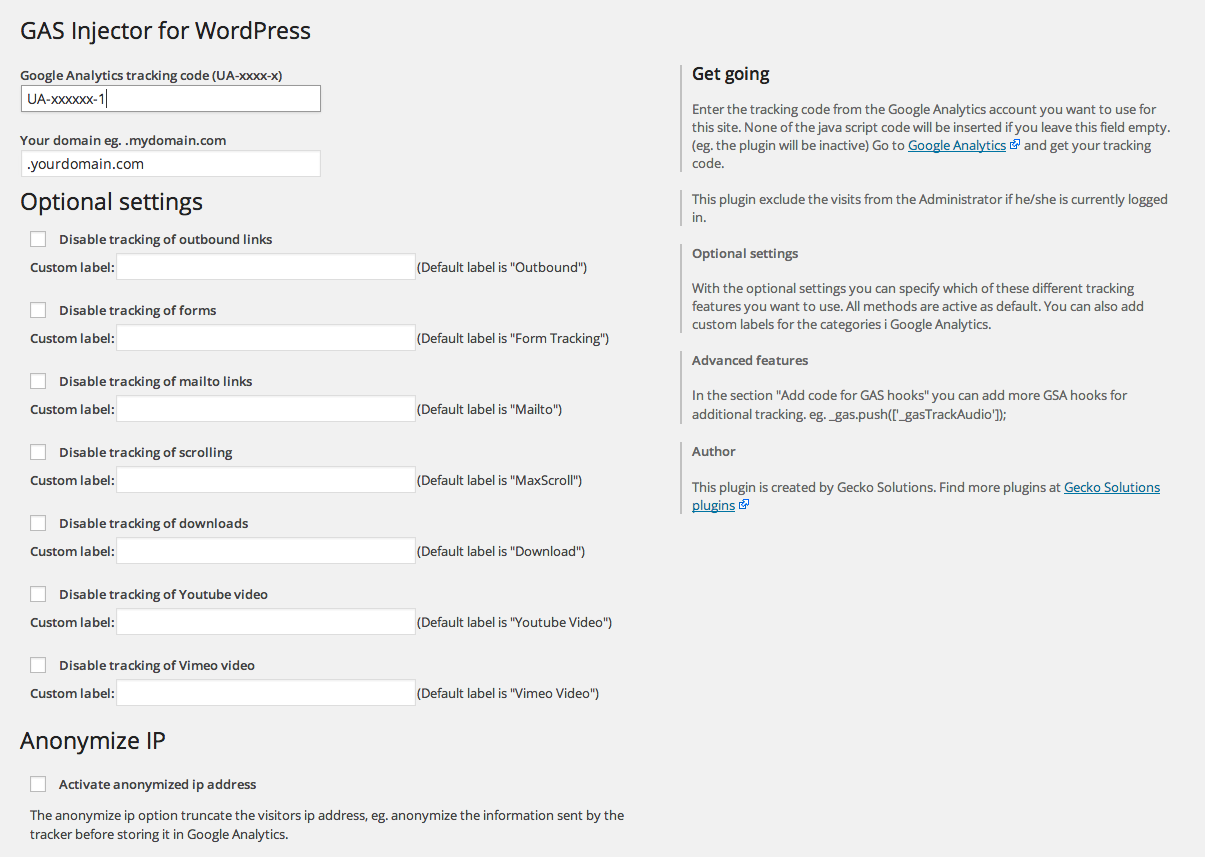 GAS Injector for WordPress
Google Analytics tracking code (UA-xxxx-x)
UA-xxxxxx-1
Your domain eg. .mydomain.com
.yourdomain.com
Optional settings
Disable tracking of outbound links
Custom label: (Default label is "Outbound")
Disable tracking of forms
Custom label: (Default label is "Form Tracking")
Disable tracking of mailto links
Custom label: (Default label is "Mailto")
Disable tracking of scrolling
Custom label: (Default label is "MaxScroll")
Disable tracking of downloads
Custom label: (Default label is "Download")
Disable tracking of Youtube video
Custom label: (Default label is "Youtube Video")
Disable tracking of Vimeo video
Custom label: (Default label is "Vimeo Video")
Anonymize IP
Activate anonymized ip address
The anonymize ip option truncate the visitors ip address, eg. anonymize the information sent by the
tracker before storing it in Google Analytics.
Get going
Enter the tracking code from the Google Analytics account you want to use for
this site. None of the java script code will be inserted if you leave this field empty.
(eg. the plugin will be inactive) Go to Google Analytics and get your tracking
code.
This plugin exclude the visits from the Administrator if he/she is currently logged
in.
Optional settings
With the optional settings you can specify which of these different tracking
features you want to use. All methods are active as default. You can also add
custom labels for the categories i Google Analytics.
Advanced features
In the section "Add code for GAS hooks" you can add more GSA hooks for
additional tracking. eg. _gas.push(['_gasTrackAudio']);
Author
This plugin is created by Gecko Solutions. Find more plugins at Gecko Solutions
plugins